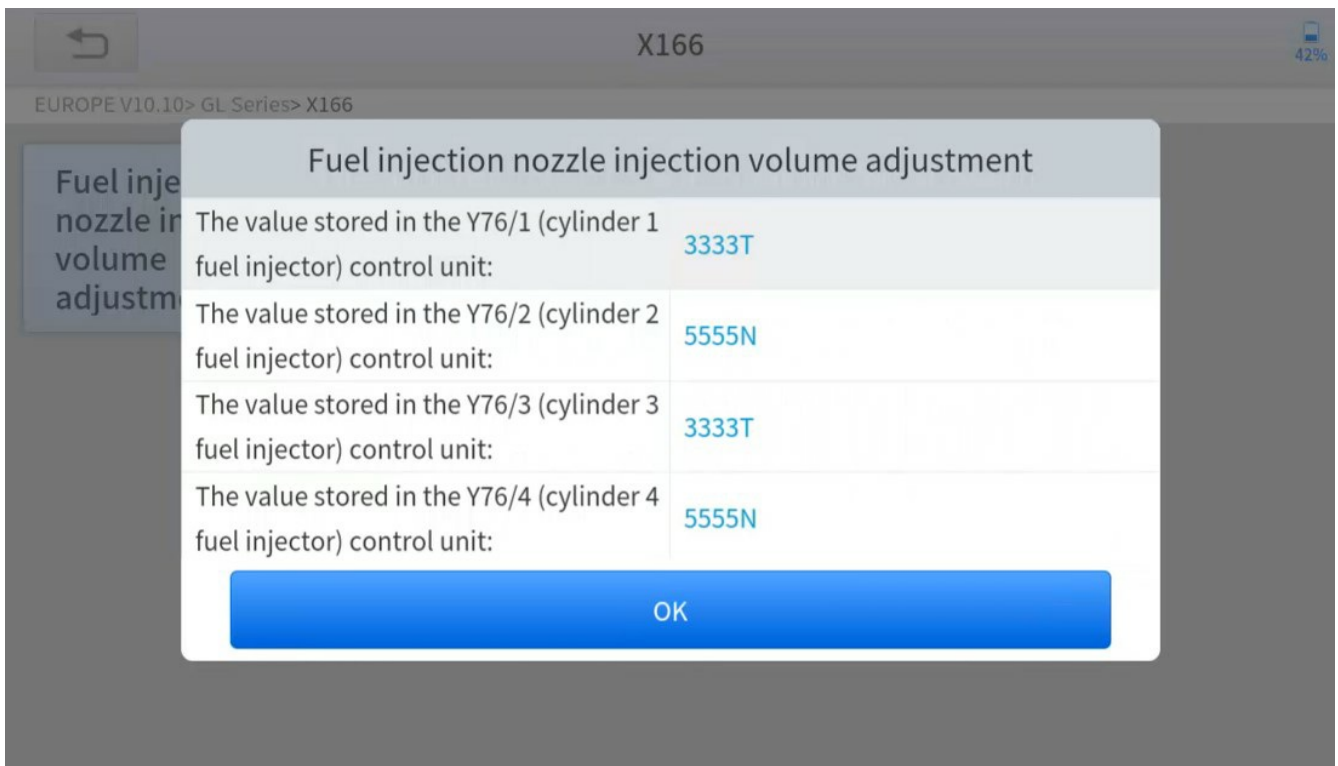 X166
42%
EUROPE V10.10> GL Series> X166
Fuel inje
nozzle in
volume
adjustm
Fuel injection nozzle injection volume adjustment
The value stored in the Y76/1 (cylinder 1
fuel injector) control unit:
3333T
The value stored in the Y76/2 (cylinder 2
fuel injector) control unit:
5555N
The value stored in the Y76/3 (cylinder 3
fuel injector) control unit:
3333T
The value stored in the Y76/4 (cylinder 4
fuel injector) control unit:
5555N
OK